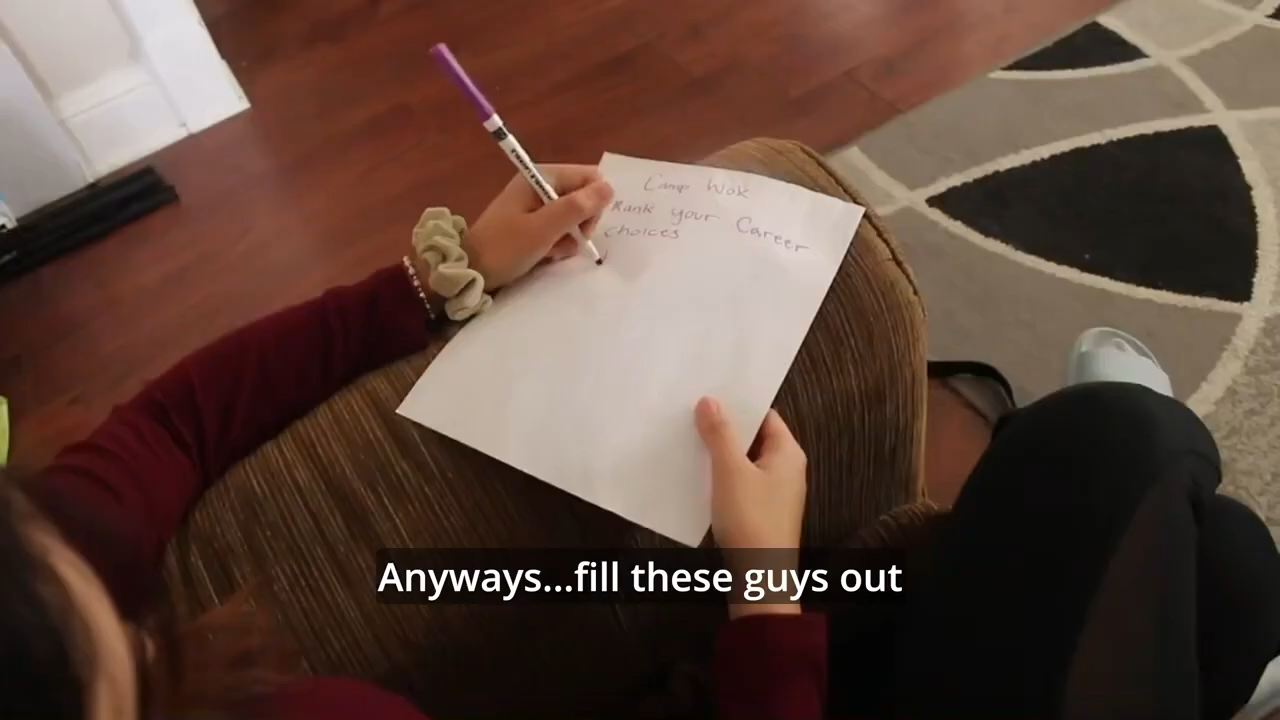 Camp Wok
Rank your Career
choices
Anyways...fill these guys out